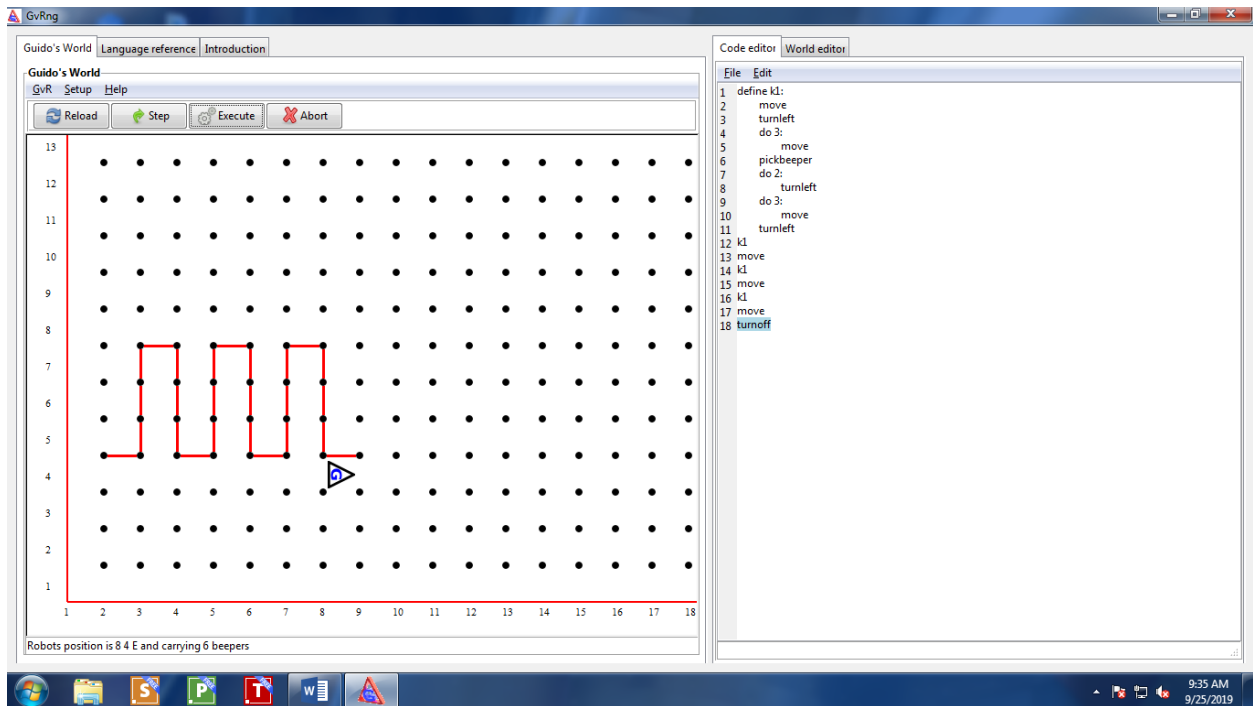 GvRng
Guido's World Language reference Introduction
Guido's World
GvR Setup Help
Reload Step Execute Abort
13
12
11
10
9
8
7
6
5
4
3
2
1
G
1 2 3 4 5 6 7 8 9 10 11 12 13 14 15 16 17 18
Robots position is 8 4 E and carrying 6 beepers
Code editor World editor
File Edit
1 define k1:
2 move
3 turnleft
4 do 3:
5 move
6 pickbeeper
7 do 2:
8 turnleft
9 do 3:
10 move
11 turnleft
12 k1
13 move
14 k1
15 move
16 k1
17 move
18 turnoff
S P T W
9:35 AM
9/25/2019